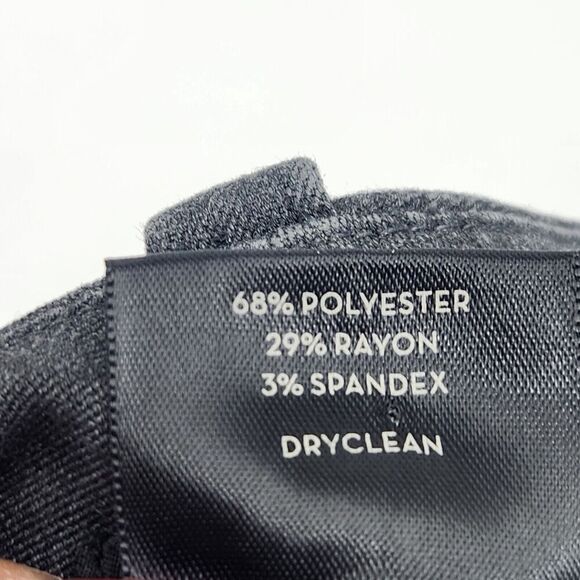 68% POLYESTER
29% RAYON
3% SPANDEX
DRYCLEAN